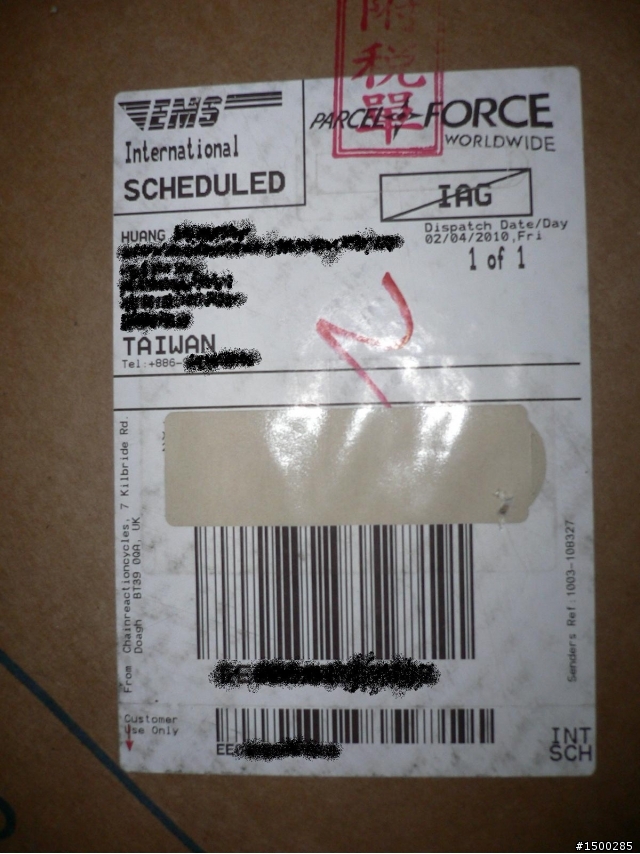 附稅單
EMS
PARCEL FORCE
WORLDWIDE
International
SCHEDULED
IAG
Dispatch Date/Day
02/04/2010,Fri
1 of 1
HUANG
TAIWAN
Tel:+886-
From Chainreactioncycles, 7 Kilbride Rd.
Doagh BT39 0QA, UK
Senders Ref:1003-108327
Customer
Use Only
EE
INT
SCH
#1500285